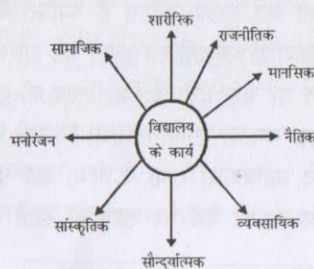 शारीरिक
राजनीतिक
सामाजिक
मानसिक
विद्यालय
के कार्य
मनोरंजन
नैतिक
सांस्कृतिक
व्यवसायिक
सौन्दर्यात्मक